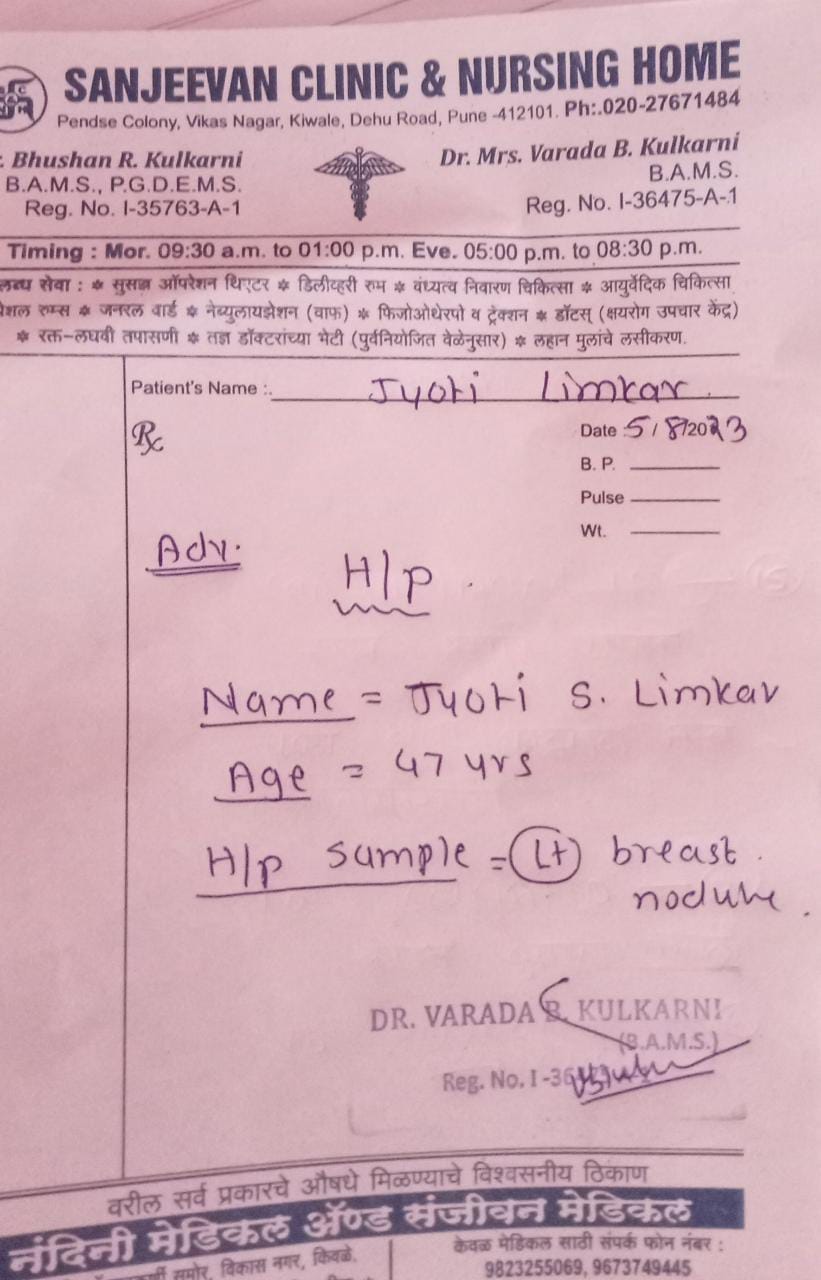 SANJEEVAN CLINIC & NURSING HOME
Pendse Colony, Vikas Nagar, Kiwale, Dehu Road, Pune -412101. Ph:.020-27671484
Bhushan R. Kulkarni
B.A.M.S., P.G.D.E.M.S.
Reg. No. I-35763-A-1
Dr. Mrs. Varada B. Kulkarni
B.A.M.S.
Reg. No. I-36475-A-1
Timing : Mor. 09:30 a.m. to 01:00 p.m. Eve. 05:00 p.m. to 08:30 p.m.
सेवा : * सुसज्ज ऑपरेशन थिएटर * डिलीव्हरी रुम * वंध्यत्व निवारण चिकित्सा * आयुर्वेदिक चिकित्सा
रुम्स * जनरल वार्ड * नेब्युलायझेशन (वाफ) * फिजोओथेरपी व ट्रॅक्शन * डॉटस् (क्षयरोग उपचार केंद्र)
* रक्त-लघवी तपासणी * तज्ञ डॉक्टरांच्या भेटी (पुर्वनियोजित वेळेनुसार) * लहान मुलांचे लसीकरण.
Patient's Name :. Jyoti Limkar
Rx
Date :5/8/2023
B. P.
Pulse
Wt.
Adv.
H/p.
Name = Jyoti S. Limkar
Age = 47 yrs
H/p sample = Lt breast
nodule.
DR. VARADA B. KULKARNI
(B.A.M.S.)
Reg. No. I-36
वरील सर्व प्रकारचे औषधे मिळण्याचे विश्वसनीय ठिकाण
नंदिनी मेडिकल अँण्ड संजीवन मेडिकल
समोर, विकास नगर, किवळे.
केवळ मेडिकल साठी संपर्क फोन नंबर :
9823255069, 9673749445